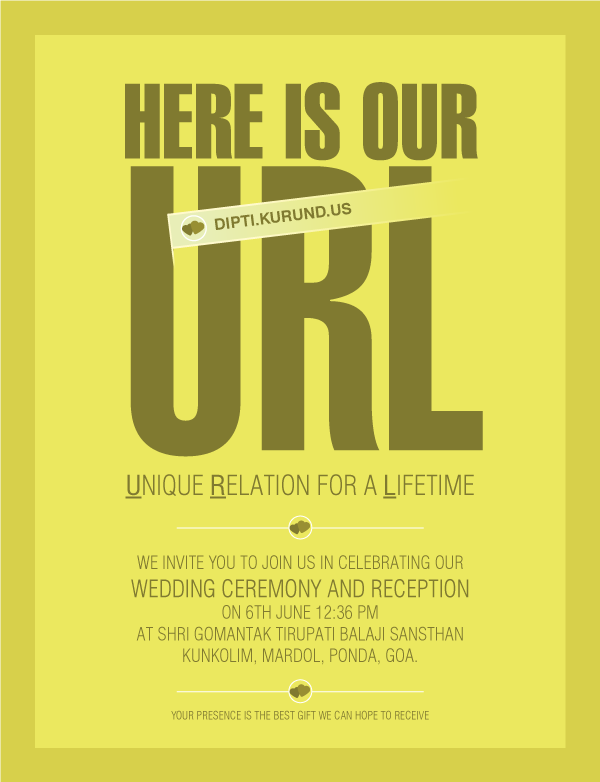 HERE IS OUR
URL
DIPTI.KURUND.US
UNIQUE RELATION FOR A LIFETIME
WE INVITE YOU TO JOIN US IN CELEBRATING OUR
WEDDING CEREMONY AND RECEPTION
ON 6TH JUNE 12:36 PM
AT SHRI GOMANTAK TIRUPATI BALAJI SANSTHAN
KUNKOLIM, MARDOL, PONDA, GOA.
YOUR PRESENCE IS THE BEST GIFT WE CAN HOPE TO RECEIVE